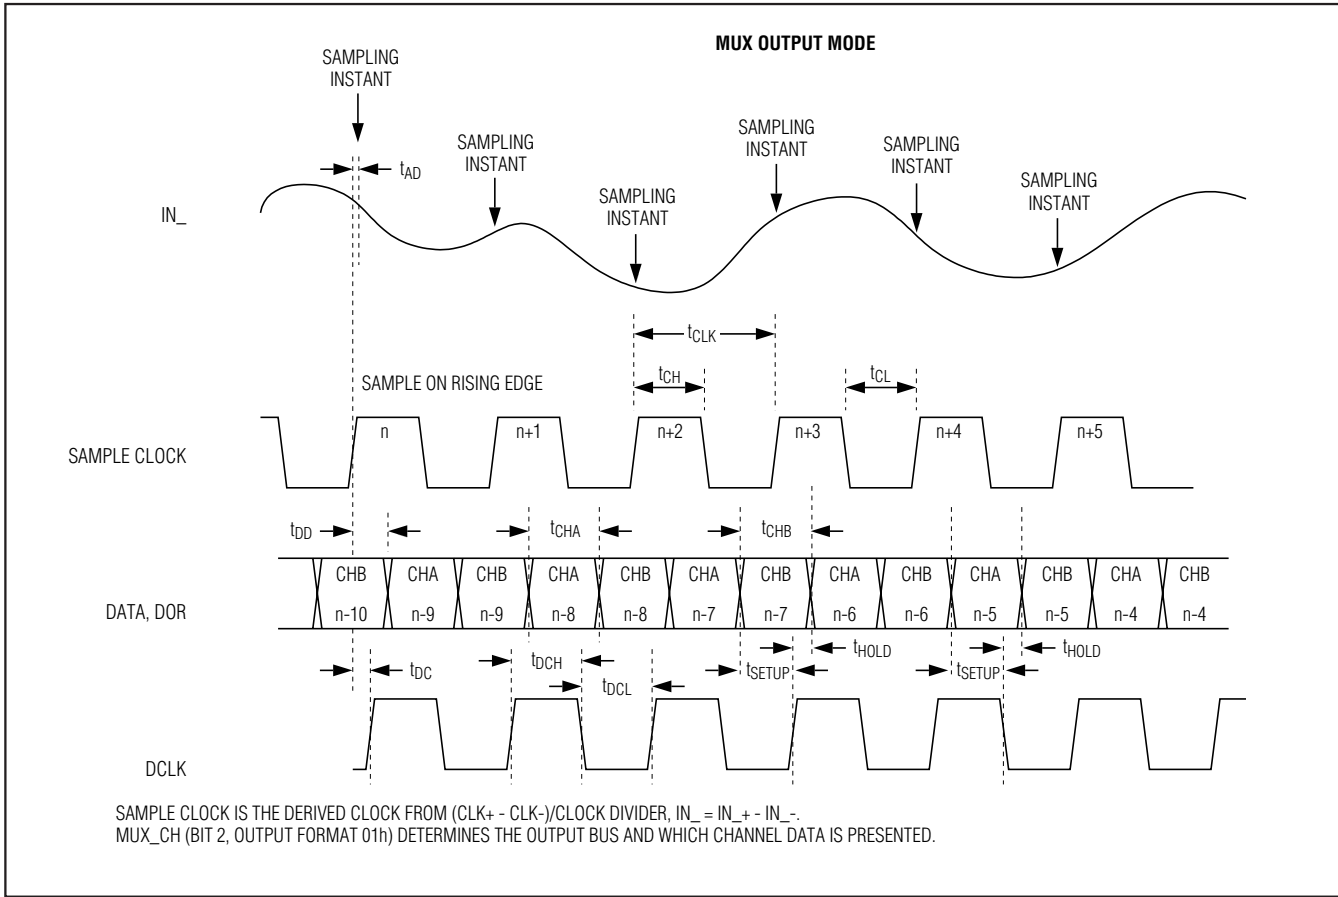 MUX OUTPUT MODE
SAMPLING
INSTANT
SAMPLING
INSTANT
SAMPLING
INSTANT
SAMPLING
INSTANT
SAMPLING
INSTANT
SAMPLING
INSTANT
tAD
IN_
tCLK
SAMPLE ON RISING EDGE
tCH
tCL
SAMPLE CLOCK
n
n+1
n+2
n+3
n+4
n+5
tDD
tCHA
tCHB
DATA, DOR
CHB CHA CHB CHA CHB CHA CHB CHA CHB CHA CHB CHA CHB
n-10 n-9 n-9 n-8 n-8 n-7 n-7 n-6 n-6 n-5 n-5 n-4 n-4
tDC
tDCH
tDCL
tSETUP
tHOLD
tSETUP
tHOLD
DCLK
SAMPLE CLOCK IS THE DERIVED CLOCK FROM (CLK+ - CLK-)/CLOCK DIVIDER, IN_ = IN_+ - IN_-.
MUX_CH (BIT 2, OUTPUT FORMAT 01h) DETERMINES THE OUTPUT BUS AND WHICH CHANNEL DATA IS PRESENTED.